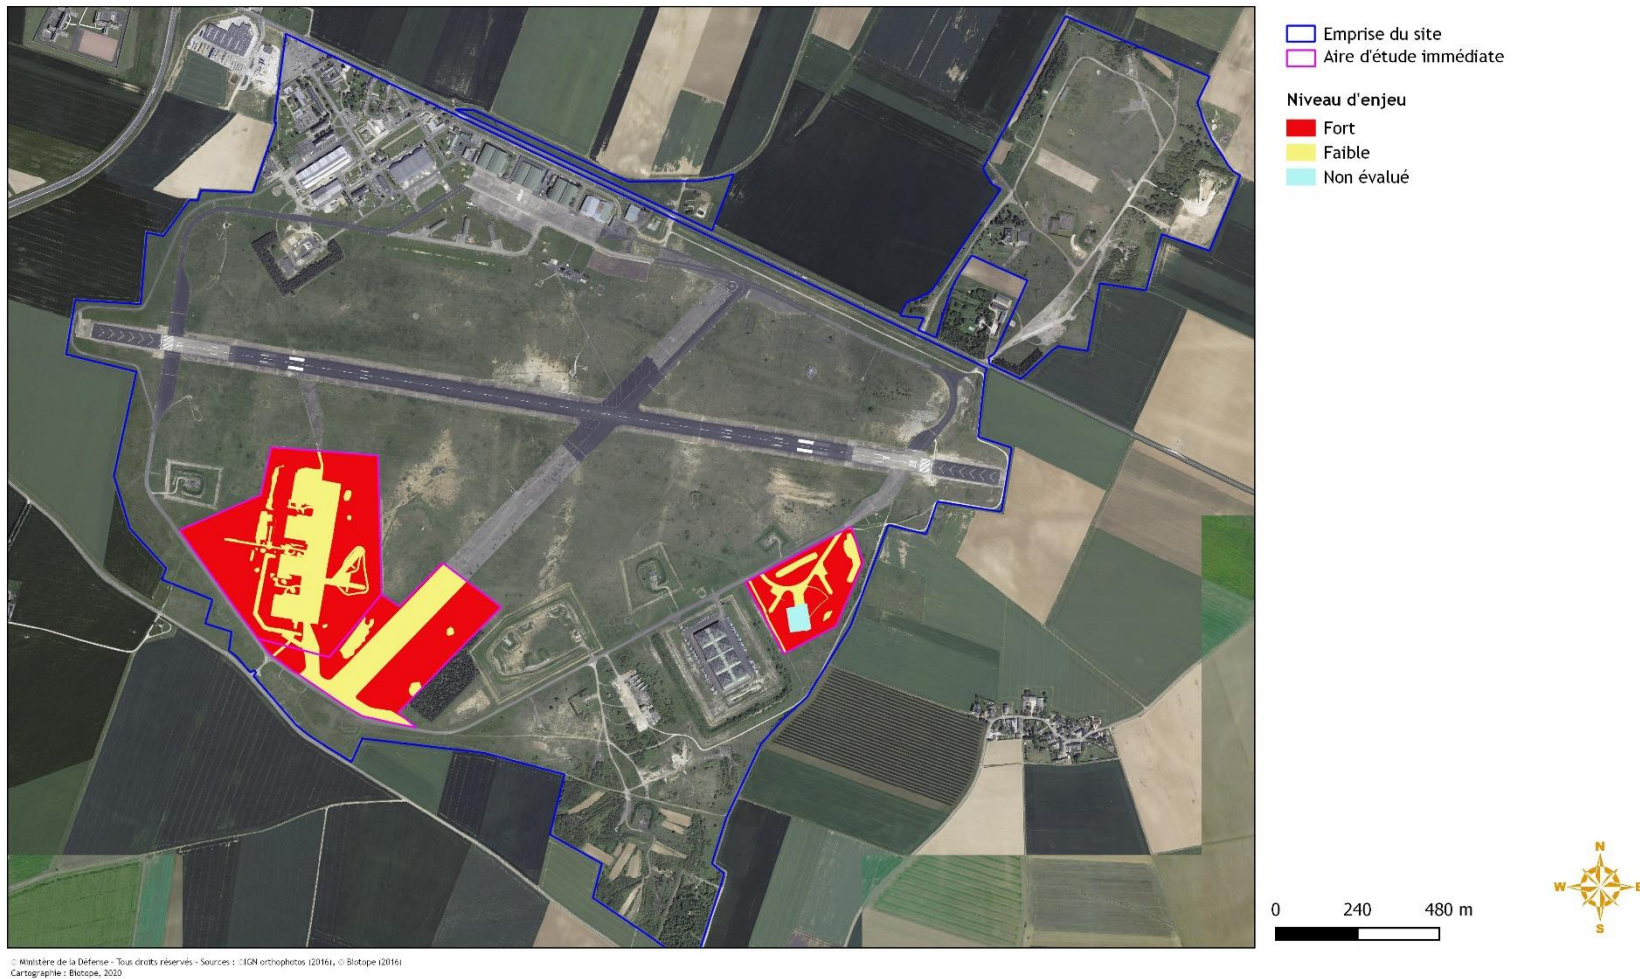 Emprise du site
Aire d'étude immédiate
Niveau d'enjeu
Fort
Faible
Non évalué
N
W E
S
0 240 480 m
© Ministère de la Défense - Tous droits réservés - Sources : ©IGN orthophotos (2016), © Biotope (2016)
Cartographie : Biotope, 2020